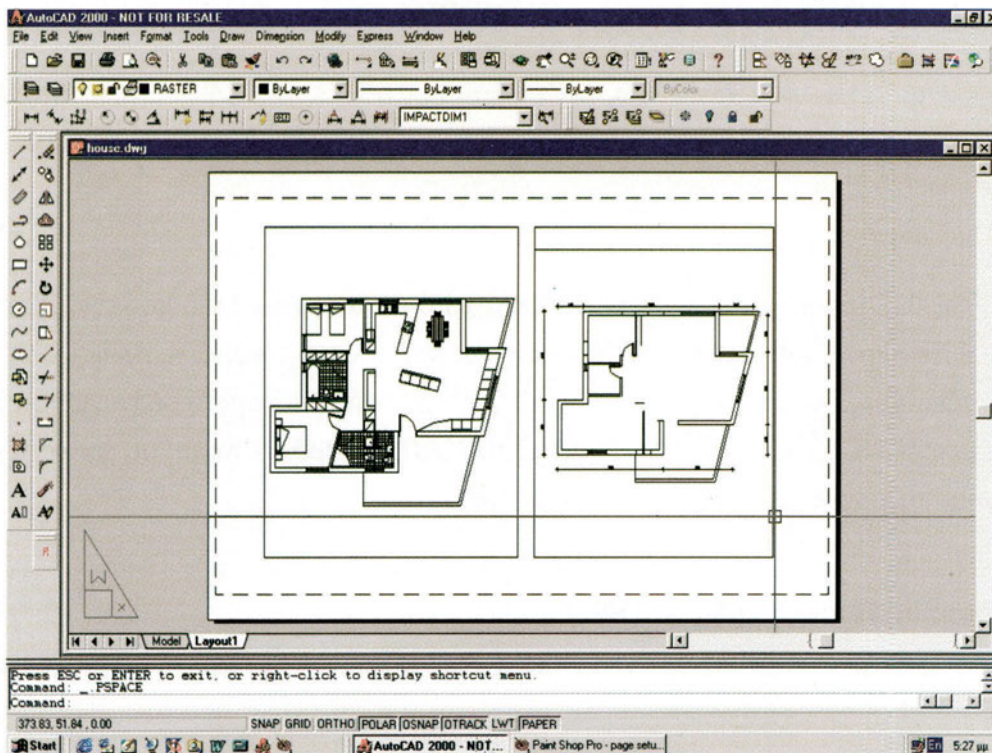 AutoCAD 2000 - NOT FOR RESALE
File Edit View Insert Format Tools Draw Dimension Modify Express Window Help
RASTER ByLayer ByLayer ByLayer ByColor
IMPACTDIM1
house.dwg
W
X
Model Layout1
Press ESC or ENTER to exit, or right-click to display shortcut menu.
Command: _.PSPACE
Command:
373.83, 51.84, 0.00 SNAP GRID ORTHO POLAR OSNAP OTRACK LWT PAPER
Start AutoCAD 2000 - NOT... Paint Shop Pro - page setu... En 5:27 μμ